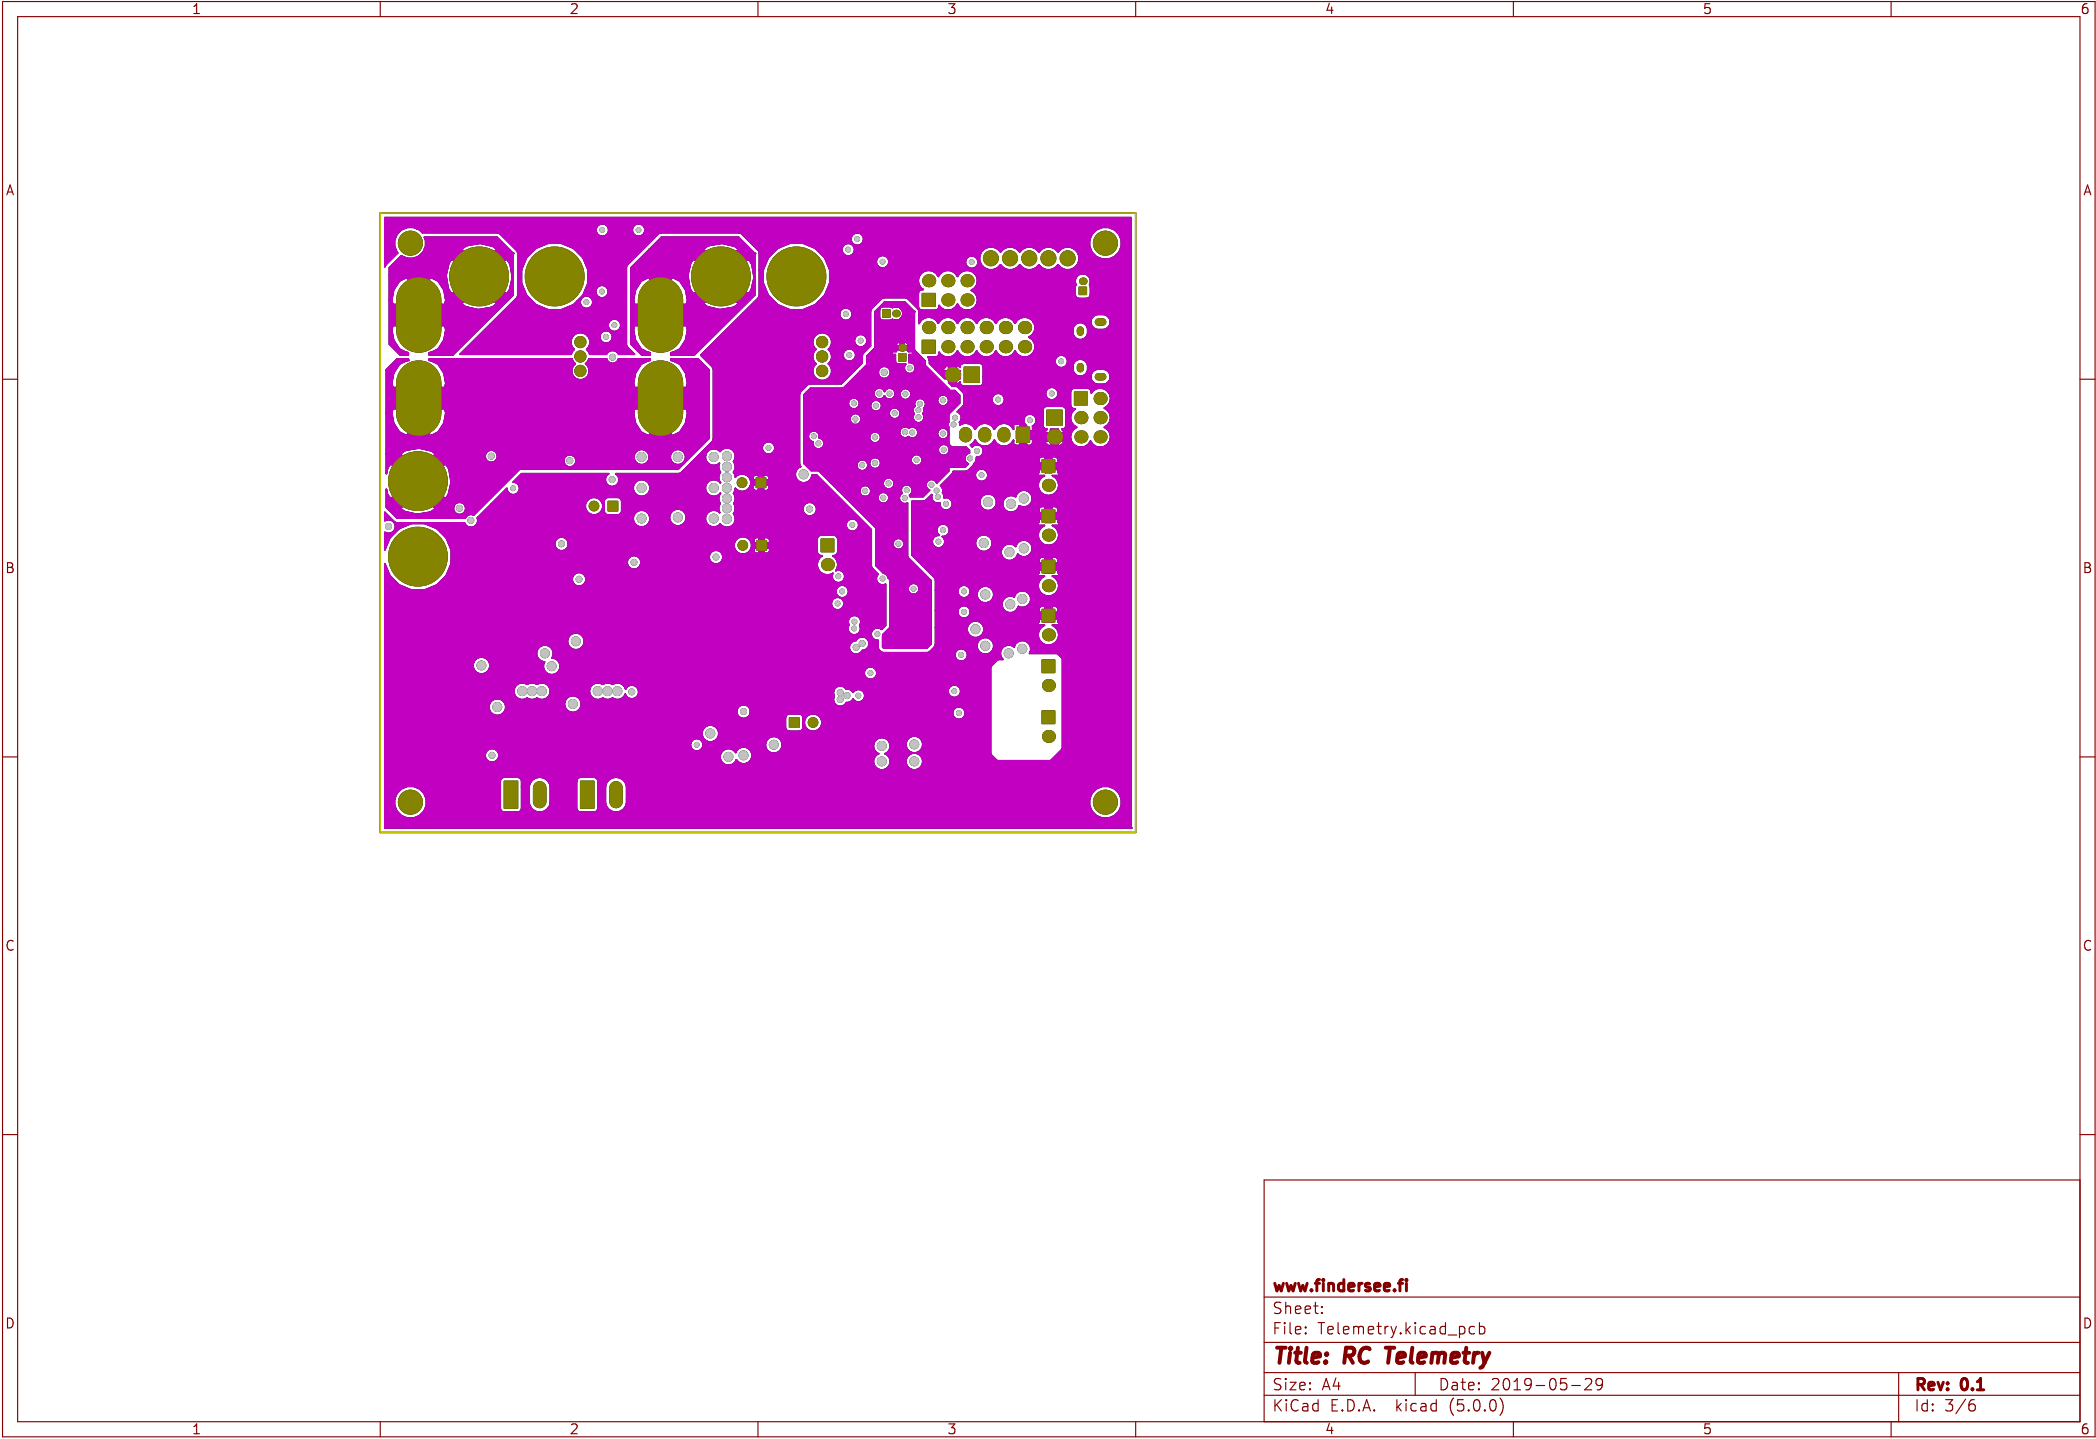 1 2 3 4 5 6
A A
B B
C C
D D
www.findersee.fi
Sheet:
File: Telemetry.kicad_pcb
Title: RC Telemetry
Size: A4 Date: 2019-05-29 Rev: 0.1
KiCad E.D.A. kicad (5.0.0) Id: 3/6
1 2 3 4 5 6